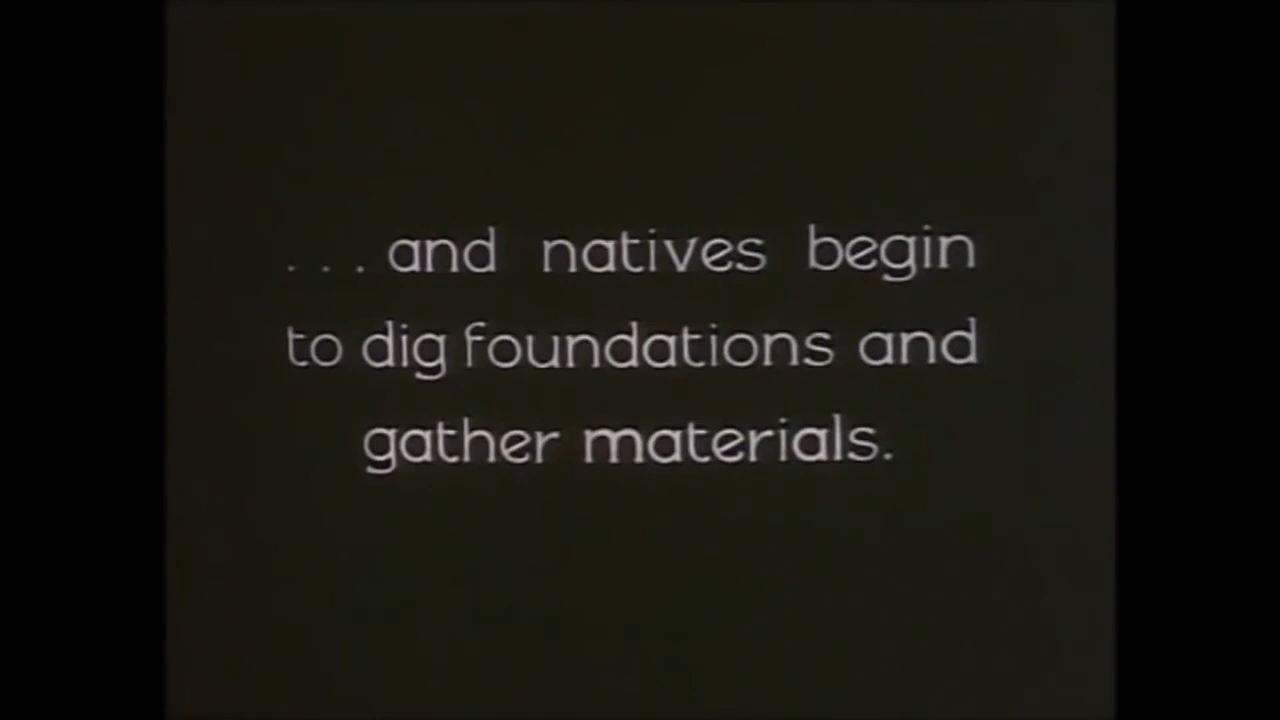 . . . and natives begin
to dig foundations and
gather materials.